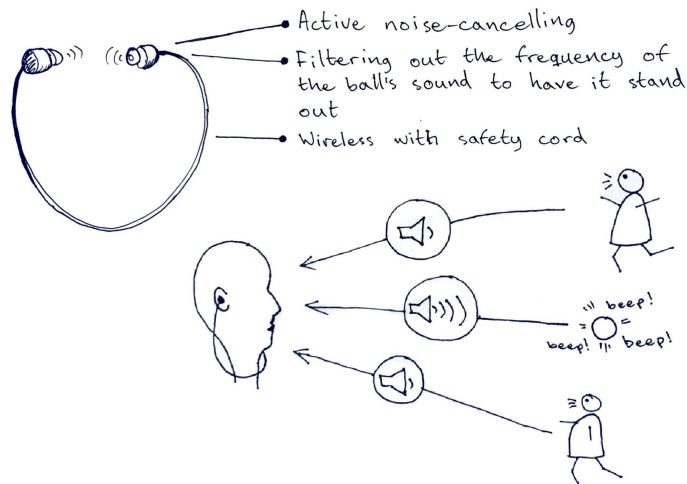 Active noise-cancelling
Filtering out the frequency of
the ball's sound to have it stand
out
Wireless with safety cord
beep!
beep! beep!